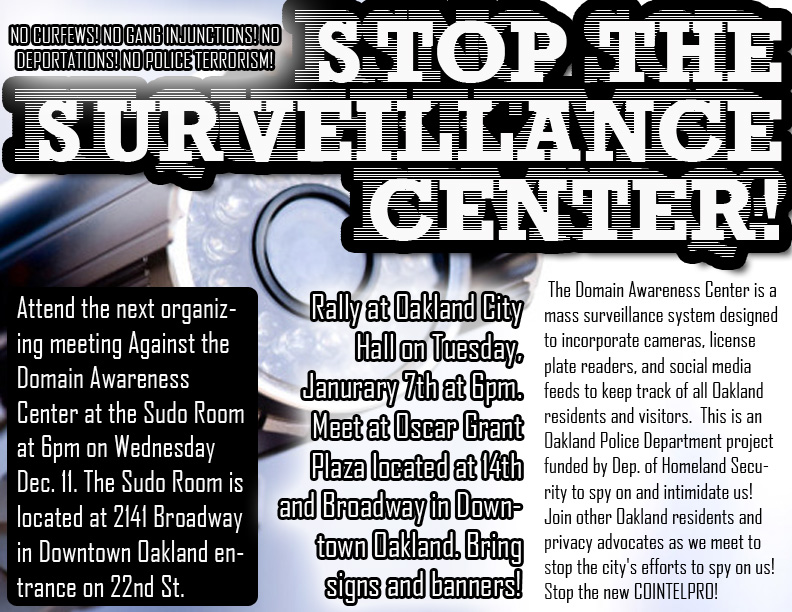 NO CURFEWS! NO GANG INJUNCTIONS! NO
DEPORTATIONS! NO POLICE TERRORISM!
STOP THE
SURVEILLANCE
CENTER!
Attend the next organiz-
ing meeting Against the
Domain Awareness
Center at the Sudo Room
at 6pm on Wednesday
Dec. 11. The Sudo Room is
located at 2141 Broadway
in Downtown Oakland en-
trance on 22nd St.
Rally at Oakland City
Hall on Tuesday,
Janurary 7th at 6pm.
Meet at Oscar Grant
Plaza located at 14th
and Broadway in Down-
town Oakland. Bring
signs and banners!
The Domain Awareness Center is a
mass surveillance system designed
to incorporate cameras, license
plate readers, and social media
feeds to keep track of all Oakland
residents and visitors. This is an
Oakland Police Department project
funded by Dep. of Homeland Secu-
rity to spy on and intimidate us!
Join other Oakland residents and
privacy advocates as we meet to
stop the city's efforts to spy on us!
Stop the new COINTELPRO!